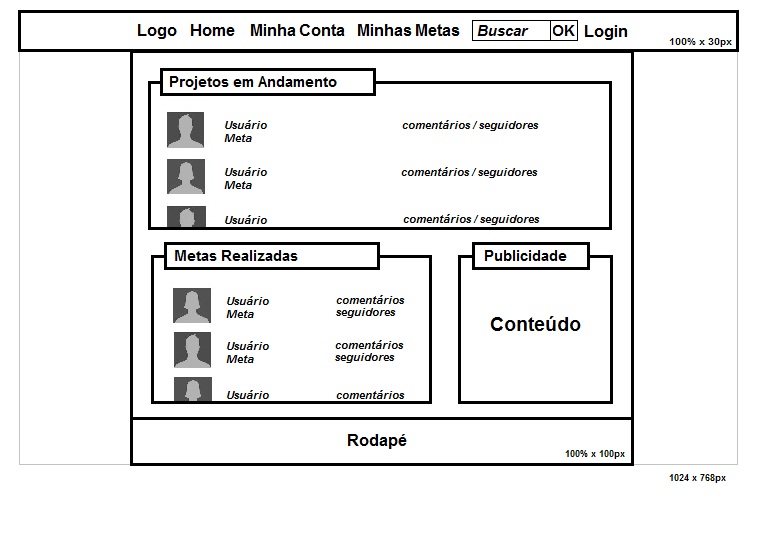 Logo Home Minha Conta Minhas Metas Buscar OK Login
100% x 30px
Projetos em Andamento
Usuário comentários / seguidores
Meta
Usuário comentários / seguidores
Meta
Usuário comentários / seguidores
Metas Realizadas
Usuário comentários
Meta seguidores
Usuário comentários
Meta seguidores
Usuário comentários
Publicidade
Conteúdo
Rodapé
100% x 100px
1024 x 768px